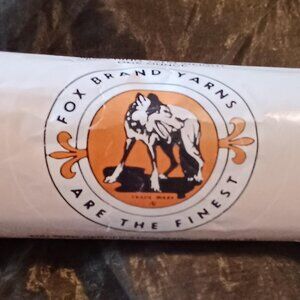 FOX BRAND YARNS
TRADE MARK
ARE THE FINEST